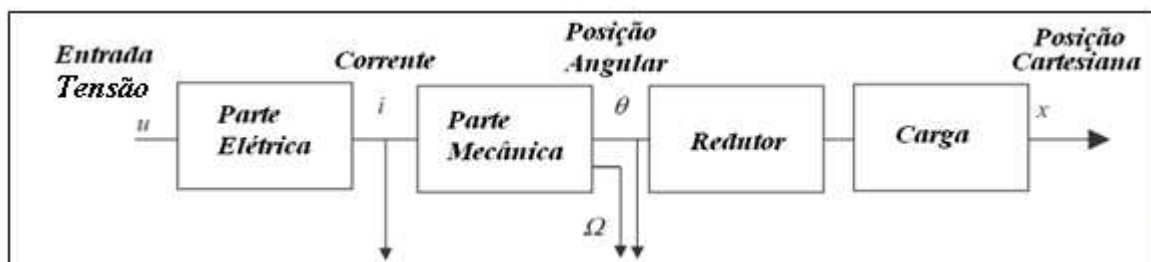 Entrada
Tensão
u
Parte
Elétrica
Corrente
i
Parte
Mecânica
Posição
Angular
θ
Ω
Redutor
Carga
Posição
Cartesiana
x